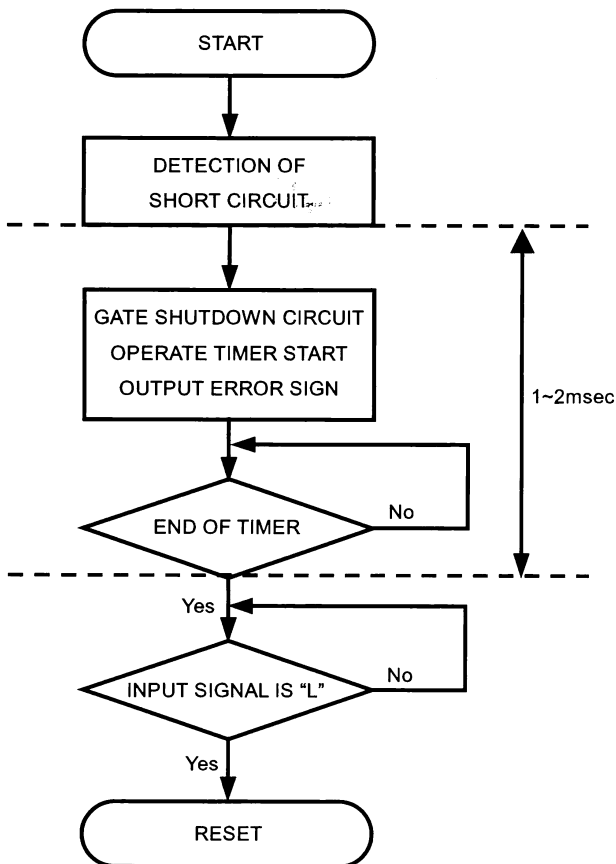 START
DETECTION OF
SHORT CIRCUIT
GATE SHUTDOWN CIRCUIT
OPERATE TIMER START
OUTPUT ERROR SIGN
1~2msec
END OF TIMER
No
Yes
INPUT SIGNAL IS “L”
No
Yes
RESET